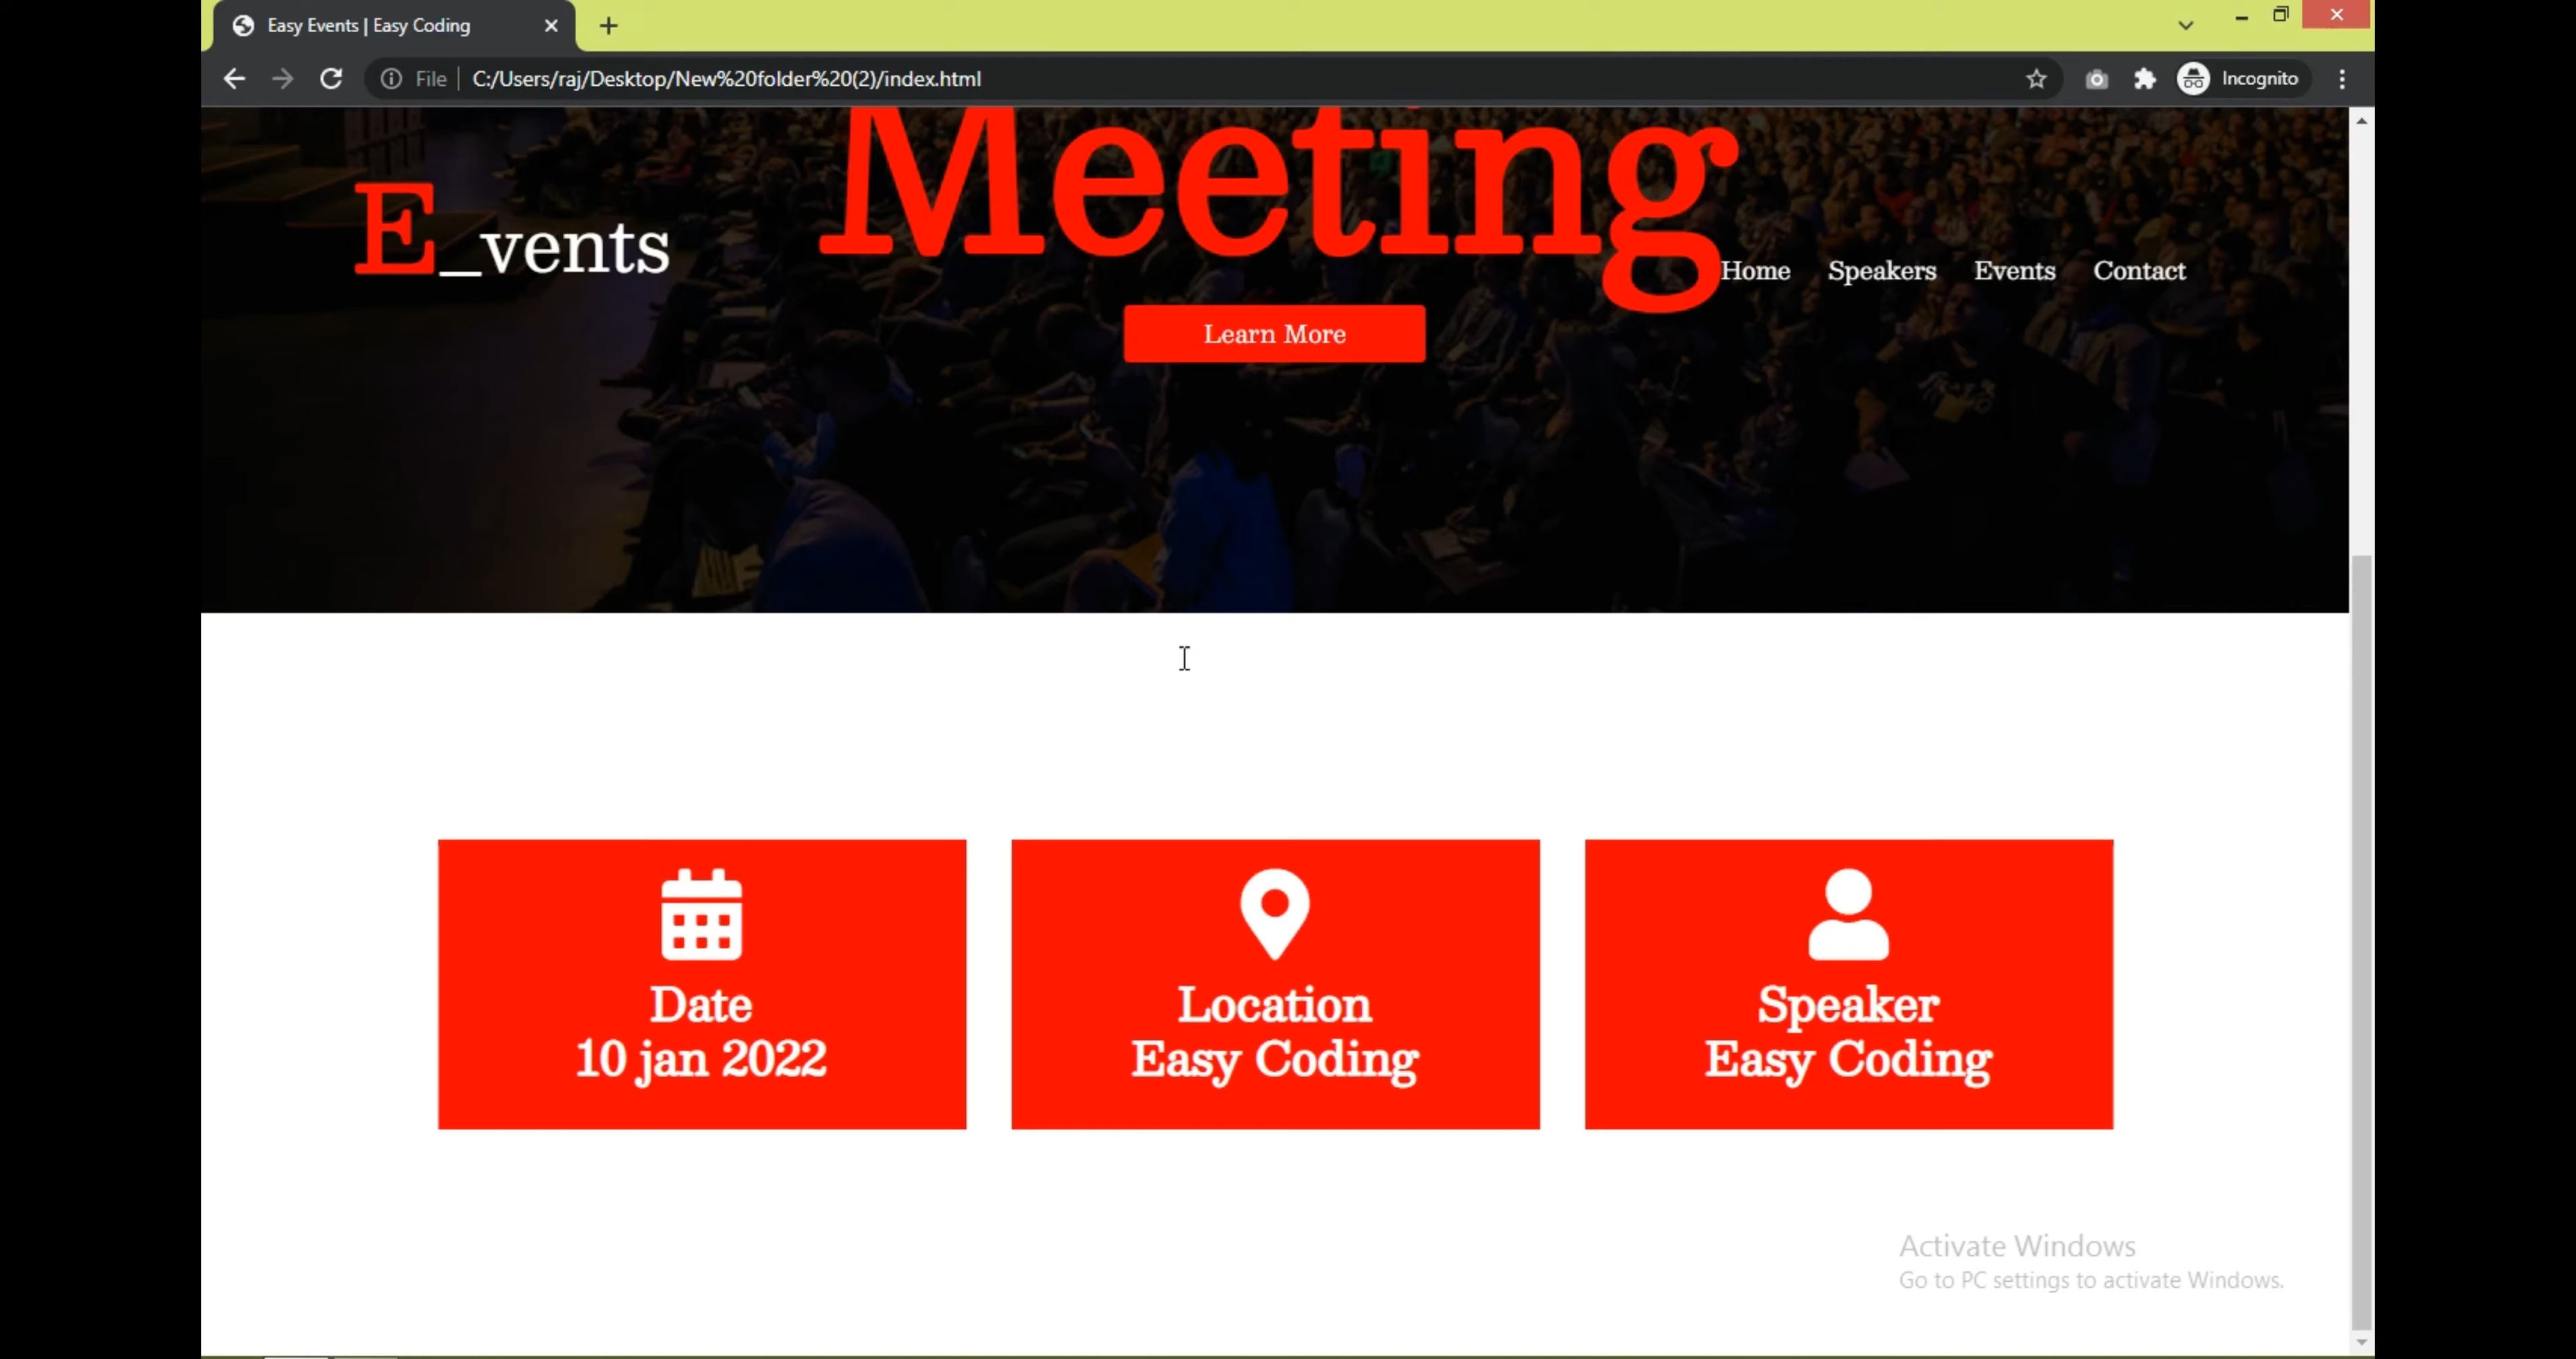 Easy Events | Easy Coding
File C:/Users/raj/Desktop/New%20folder%20(2)/index.html
Incognito
Meeting
E_vents
Home Speakers Events Contact
Learn More
Date
10 jan 2022
Location
Easy Coding
Speaker
Easy Coding
Activate Windows
Go to PC settings to activate Windows.